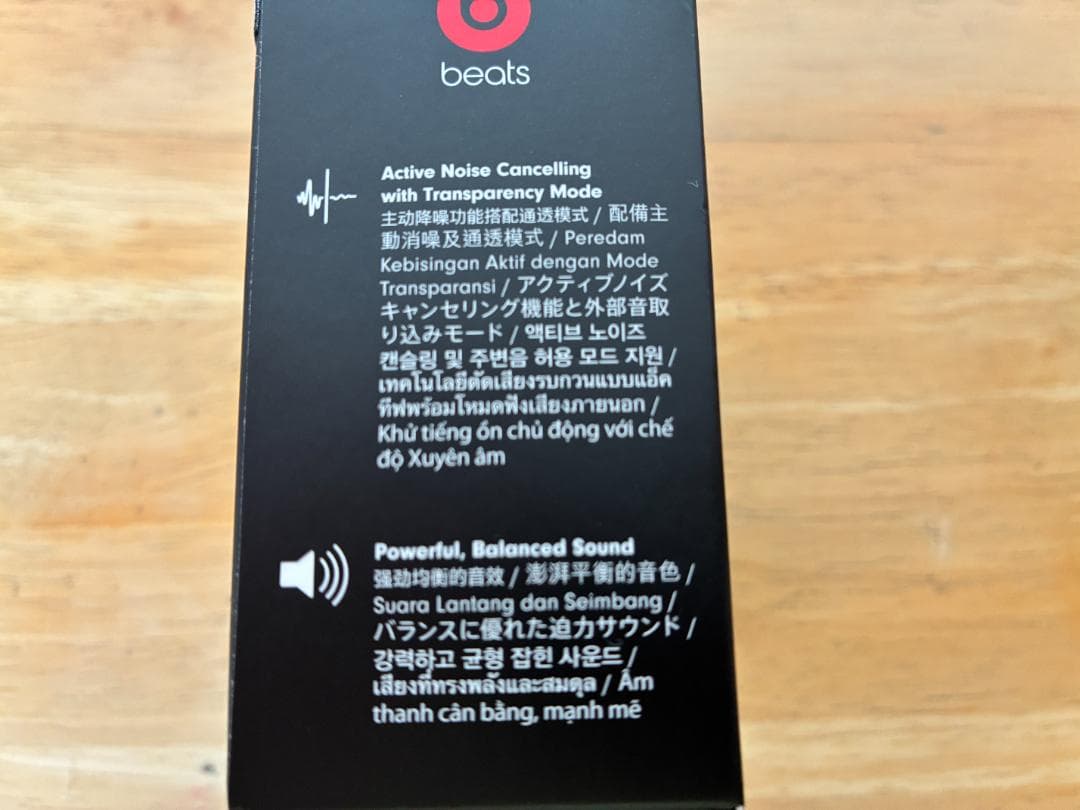 beats
Active Noise Cancelling
with Transparency Mode
主动降噪功能搭配通透模式 / 配備主
動消噪及通透模式 / Peredam
Kebisingan Aktif dengan Mode
Transparansi / アクティブノイズ
キャンセリング機能と外部音取
り込みモード / 액티브 노이즈
캔슬링 및 주변음 허용 모드 지원 /
เทคโนโลยีตัดเสียงรบกวนแบบแอ็ค
ทีฟพร้อมโหมดฟังเสียงภายนอก /
Khử tiếng ồn chủ động với chế
độ Xuyên âm
Powerful, Balanced Sound
强劲均衡的音效 / 澎湃平衡的音色 /
Suara Lantang dan Seimbang /
バランスに優れた迫力サウンド /
강력하고 균형 잡힌 사운드 /
เสียงที่ทรงพลังและสมดุล / Âm
thanh cân bằng, mạnh mẽ